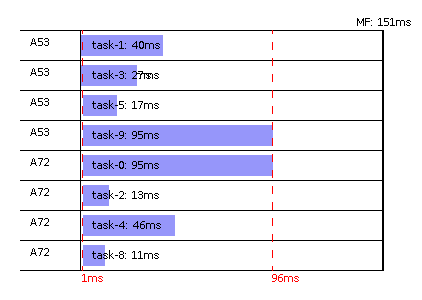 MF: 151ms
A53 task-1: 40ms
A53 task-3: 27ms
A53 task-5: 17ms
A53 task-9: 95ms
A72 task-0: 95ms
A72 task-2: 13ms
A72 task-4: 46ms
A72 task-8: 11ms
1ms 96ms